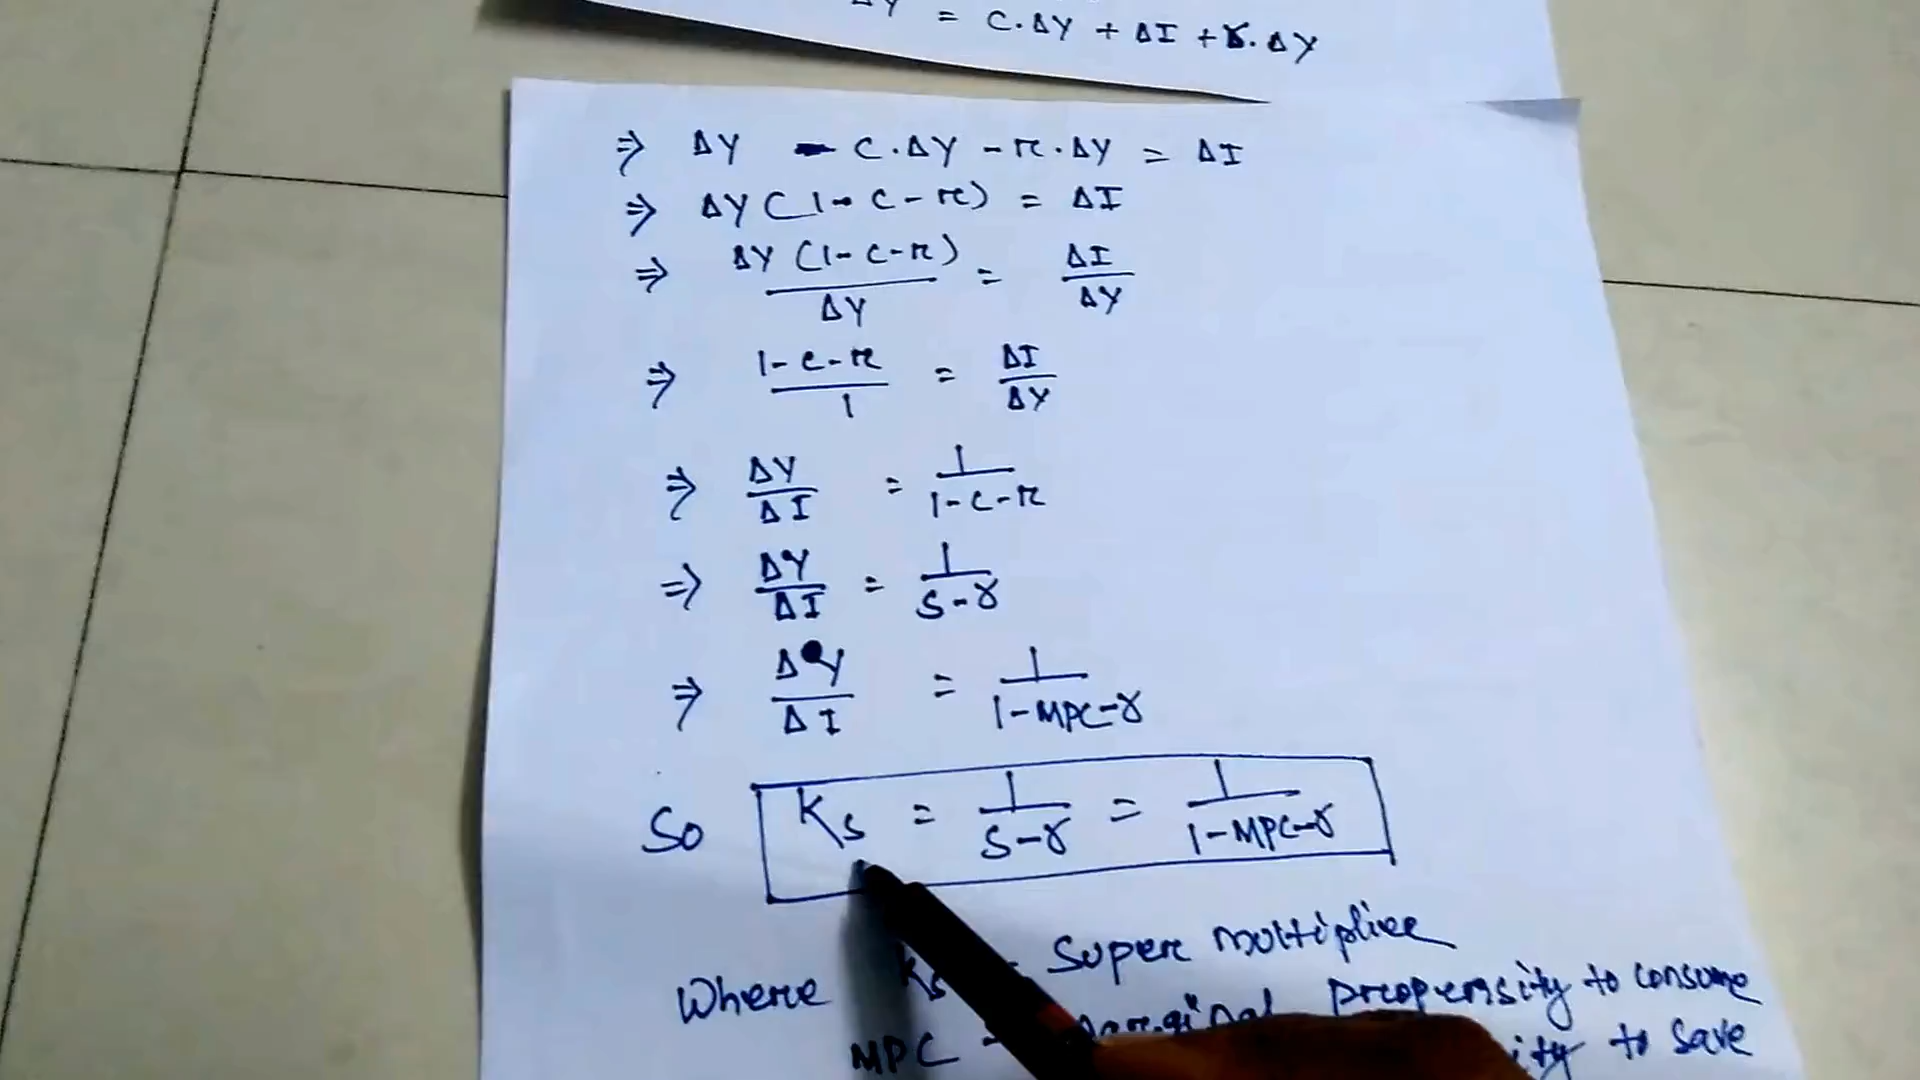 ΔY = C.ΔY + ΔI + r.ΔY
⇒ ΔY - C.ΔY - r.ΔY = ΔI
⇒ ΔY (1 - C - r) = ΔI
⇒ ΔY (1 - C - r) / ΔY = ΔI / ΔY
⇒ 1 - C - r / 1 = ΔI / ΔY
⇒ ΔY / ΔI = 1 / 1 - C - r
⇒ ΔY / ΔI = 1 / S - r
⇒ ΔY / ΔI = 1 / 1 - MPC - r
So Ks = 1 / S - r = 1 / 1 - MPC - r
Where Ks = Super multiplier
MPC - marginal propensity to consume
to save